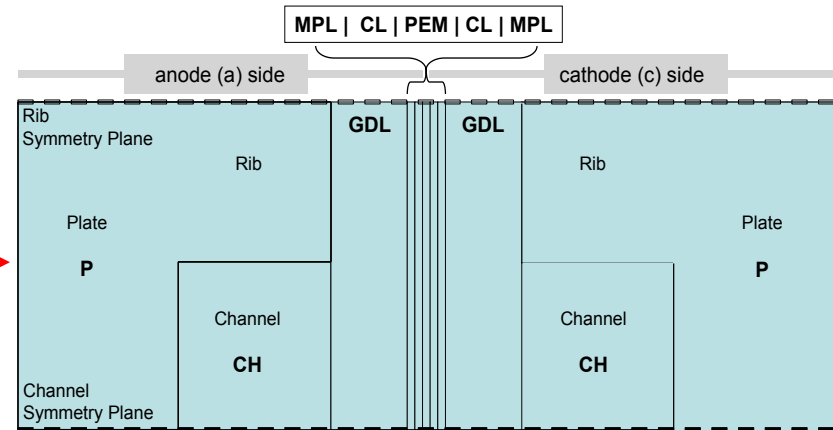 MPL | CL | PEM | CL | MPL
anode (a) side
cathode (c) side
Rib
Symmetry Plane
GDL
GDL
Rib
Rib
Plate
P
Plate
P
Channel
CH
Channel
CH
Channel
Symmetry Plane